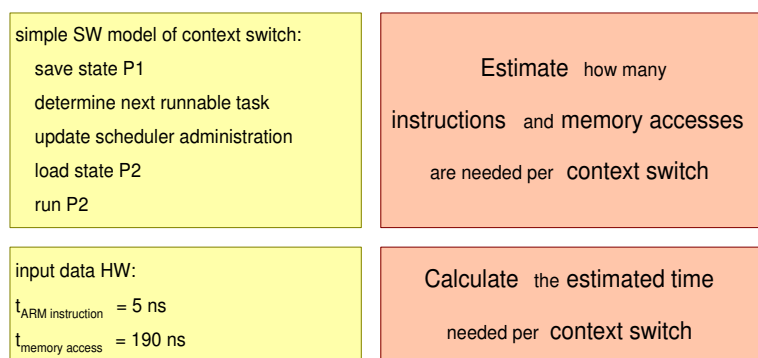 simple SW model of context switch:
save state P1
determine next runnable task
update scheduler administration
load state P2
run P2
Estimate how many
instructions and memory accesses
are needed per context switch
input data HW:
tARM instruction = 5 ns
tmemory access = 190 ns
Calculate the estimated time
needed per context switch